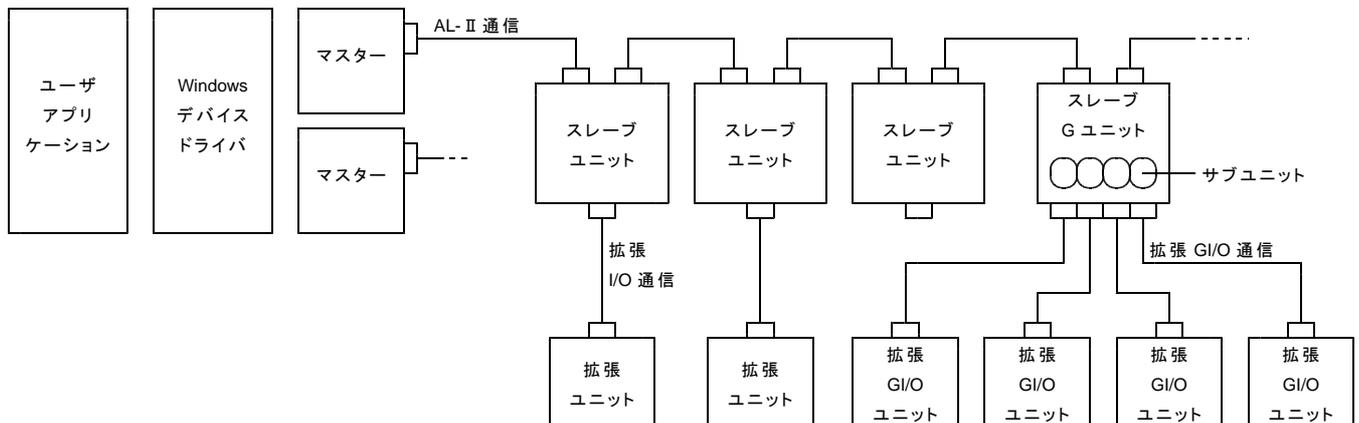 ユーザ
アプリ
ケーション
Windows
デバイス
ドライバ
マスター
マスター
AL-Ⅱ通信
スレーブ
ユニット
スレーブ
ユニット
スレーブ
ユニット
スレーブ
G ユニット
サブユニット
拡張
I/O 通信
拡張 GI/O 通信
拡張
ユニット
拡張
ユニット
拡張
GI/O
ユニット
拡張
GI/O
ユニット
拡張
GI/O
ユニット
拡張
GI/O
ユニット